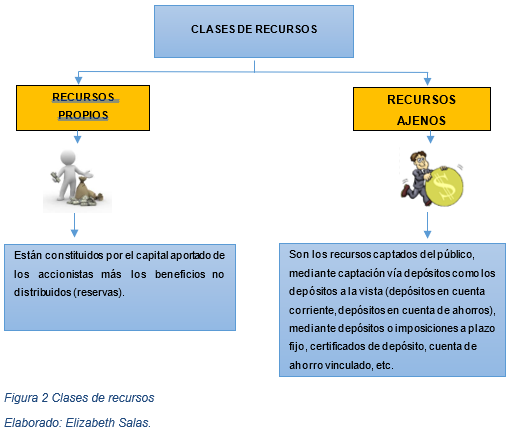 CLASES DE RECURSOS
RECURSOS
PROPIOS
RECURSOS
AJENOS
Están constituidos por el capital aportado de
los accionistas más los beneficios no
distribuidos (reservas).
Son los recursos captados del público,
mediante captación vía depósitos como los
depósitos a la vista (depósitos en cuenta
corriente, depósitos en cuenta de ahorros),
mediante depósitos o imposiciones a plazo
fijo, certificados de depósito, cuenta de
ahorro vinculado, etc.
Figura 2 Clases de recursos
Elaborado: Elizabeth Salas.